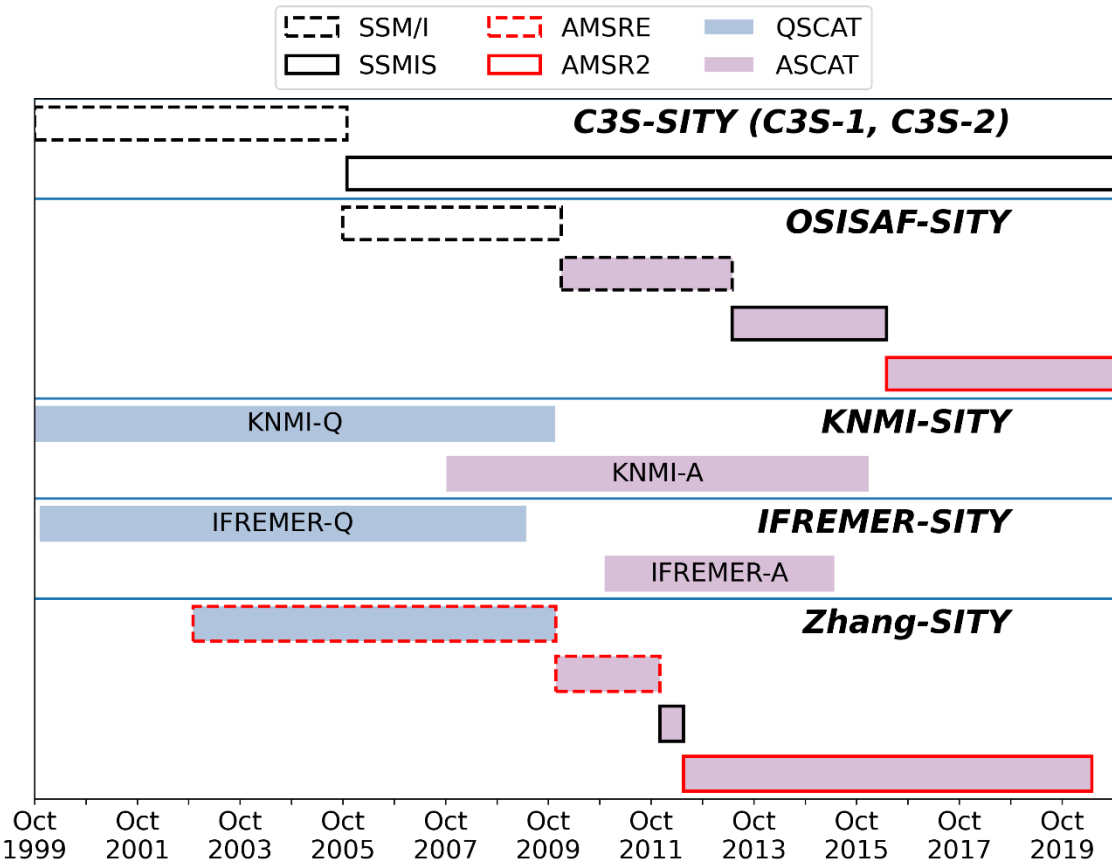 SSM/I AMSRE QSCAT
SSMIS AMSR2 ASCAT
C3S-SITY (C3S-1, C3S-2)
OSISAF-SITY
KNMI-Q KNMI-SITY
KNMI-A
IFREMER-Q IFREMER-SITY
IFREMER-A
Zhang-SITY
Oct Oct Oct Oct Oct Oct Oct Oct Oct Oct Oct
1999 2001 2003 2005 2007 2009 2011 2013 2015 2017 2019